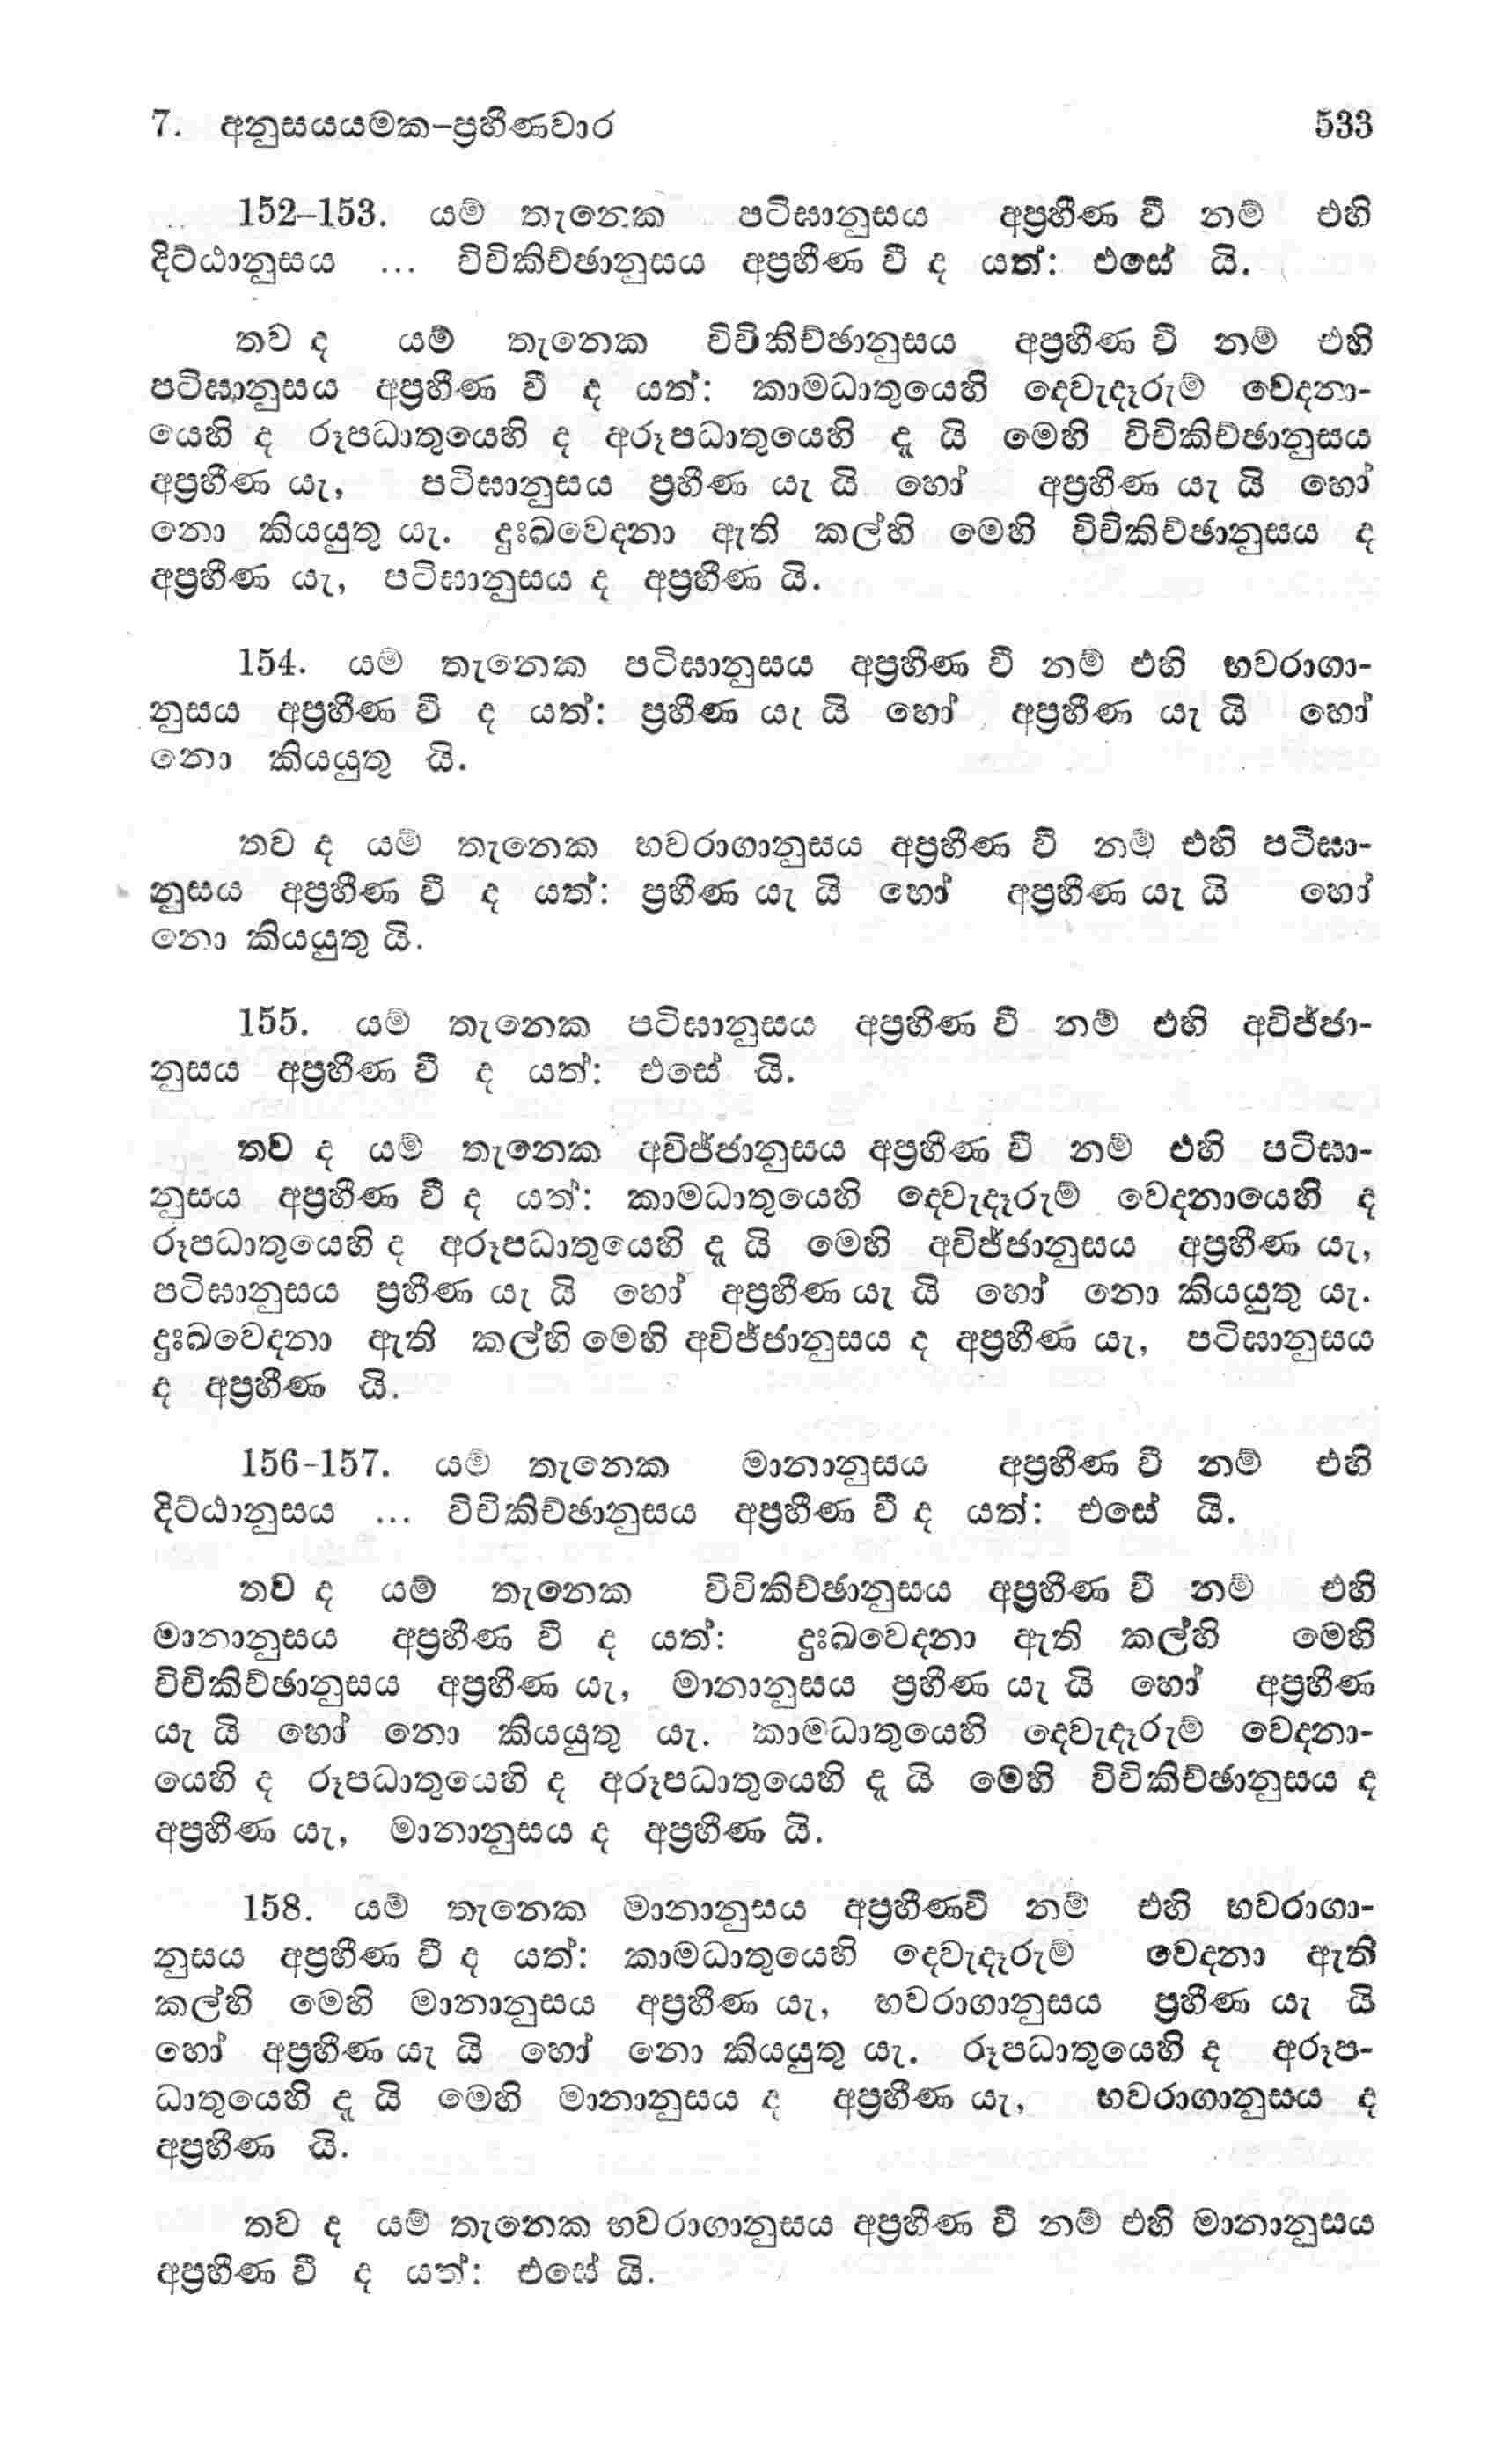 7. අනුසයයමක-ප්‍රහීණවාර 533
152–153. යම් තැනෙක පටිඝානුසය අප්‍රහීණ වී නම් එහි
දිට්ඨානුසය ... විචිකිච්ඡානුසය අප්‍රහීණ වී ද යත්: එසේ යි.
තව ද යම් තැනෙක විචිකිච්ඡානුසය අප්‍රහීණ වී නම් එහි
පටිඝානුසය අප්‍රහීණ වී ද යත්: කාමධාතුයෙහි දෙවැදෑරුම් වෙදනා-
යෙහි ද රූපධාතුයෙහි ද අරූපධාතුයෙහි දැ යි මෙහි විචිකිච්ඡානුසය
අප්‍රහීණ යැ, පටිඝානුසය ප්‍රහීණ යැ යි හෝ අප්‍රහීණ යැ යි හෝ
නො කියයුතු යැ. දුඃඛවෙදනා ඇති කල්හි මෙහි විචිකිච්ඡානුසය ද
අප්‍රහීණ යැ, පටිඝානුසය ද අප්‍රහීණ යි.
154. යම් තැනෙක පටිඝානුසය අප්‍රහීණ වී නම් එහි භවරාගා-
නුසය අප්‍රහීණ වී ද යත්: ප්‍රහීණ යැ යි හෝ අප්‍රහීණ යැ යි හෝ
නො කියයුතු යි.
තව ද යම් තැනෙක භවරාගානුසය අප්‍රහීණ වී නම් එහි පටිඝා-
නුසය අප්‍රහීණ වී ද යත්: ප්‍රහීණ යැ යි හෝ අප්‍රහීණ යැ යි හෝ
නො කියයුතු යි.
155. යම් තැනෙක පටිඝානුසය අප්‍රහීණ වී නම් එහි අවිජ්ජා-
නුසය අප්‍රහීණ වී ද යත්: එසේ යි.
තව ද යම් තැනෙක අවිජ්ජානුසය අප්‍රහීණ වී නම් එහි පටිඝා-
නුසය අප්‍රහීණ වී ද යත්: කාමධාතුයෙහි දෙවැදෑරුම් වෙදනායෙහි ද
රූපධාතුයෙහි ද අරූපධාතුයෙහි දැ යි මෙහි අවිජ්ජානුසය අප්‍රහීණ යැ,
පටිඝානුසය ප්‍රහීණ යැ යි හෝ අප්‍රහීණ යැ යි හෝ නො කියයුතු යැ.
දුඃඛවෙදනා ඇති කල්හි මෙහි අවිජ්ජානුසය ද අප්‍රහීණ යැ, පටිඝානුසය
ද අප්‍රහීණ යි.
156-157. යම් තැනෙක මානානුසය අප්‍රහීණ වී නම් එහි
දිට්ඨානුසය ... විචිකිච්ඡානුසය අප්‍රහීණ වී ද යත්: එසේ යි.
තව ද යම් තැනෙක විචිකිච්ඡානුසය අප්‍රහීණ වී නම් එහි
මානානුසය අප්‍රහීණ වී ද යත්: දුඃඛවෙදනා ඇති කල්හි මෙහි
විචිකිච්ඡානුසය අප්‍රහීණ යැ, මානානුසය ප්‍රහීණ යැ යි හෝ අප්‍රහීණ
යැ යි හෝ නො කියයුතු යැ. කාමධාතුයෙහි දෙවැදෑරුම් වෙදනා-
යෙහි ද රූපධාතුයෙහි ද අරූපධාතුයෙහි දැ යි මෙහි විචිකිච්ඡානුසය ද
අප්‍රහීණ යැ, මානානුසය ද අප්‍රහීණ යි.
158. යම් තැනෙක මානානුසය අප්‍රහීණවී නම් එහි භවරාගා-
නුසය අප්‍රහීණ වී ද යත්: කාමධාතුයෙහි දෙවැදෑරුම් වෙදනා ඇති
කල්හි මෙහි මානානුසය අප්‍රහීණ යැ, භවරාගානුසය ප්‍රහීණ යැ යි
හෝ අප්‍රහීණ යැ යි හෝ නො කියයුතු යැ. රූපධාතුයෙහි ද අරූප-
ධාතුයෙහි දැ යි මෙහි මානානුසය ද අප්‍රහීණ යැ, භවරාගානුසය ද
අප්‍රහීණ යි.
තව ද යම් තැනෙක භවරාගානුසය අප්‍රහීණ වී නම් එහි මානානුසය
අප්‍රහීණ වී ද යත්: එසේ යි.